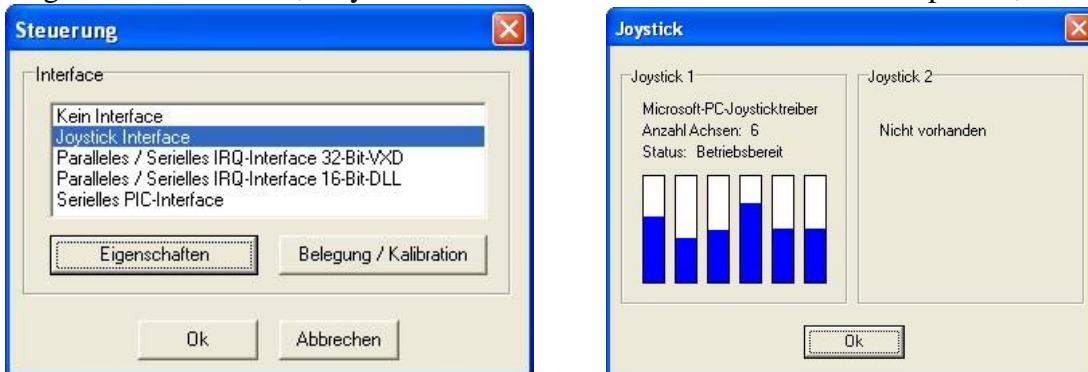 Steuerung
Interface
Kein Interface
Joystick Interface
Paralleles / Serielles IRQ-Interface 32-Bit-VXD
Paralleles / Serielles IRQ-Interface 16-Bit-DLL
Serielles PIC-Interface
Eigenschaften
Belegung / Kalibration
Ok
Abbrechen
Joystick
Joystick 1
Microsoft-PC-Joysticktreiber
Anzahl Achsen: 6
Status: Betriebsbereit
Joystick 2
Nicht vorhanden
Ok